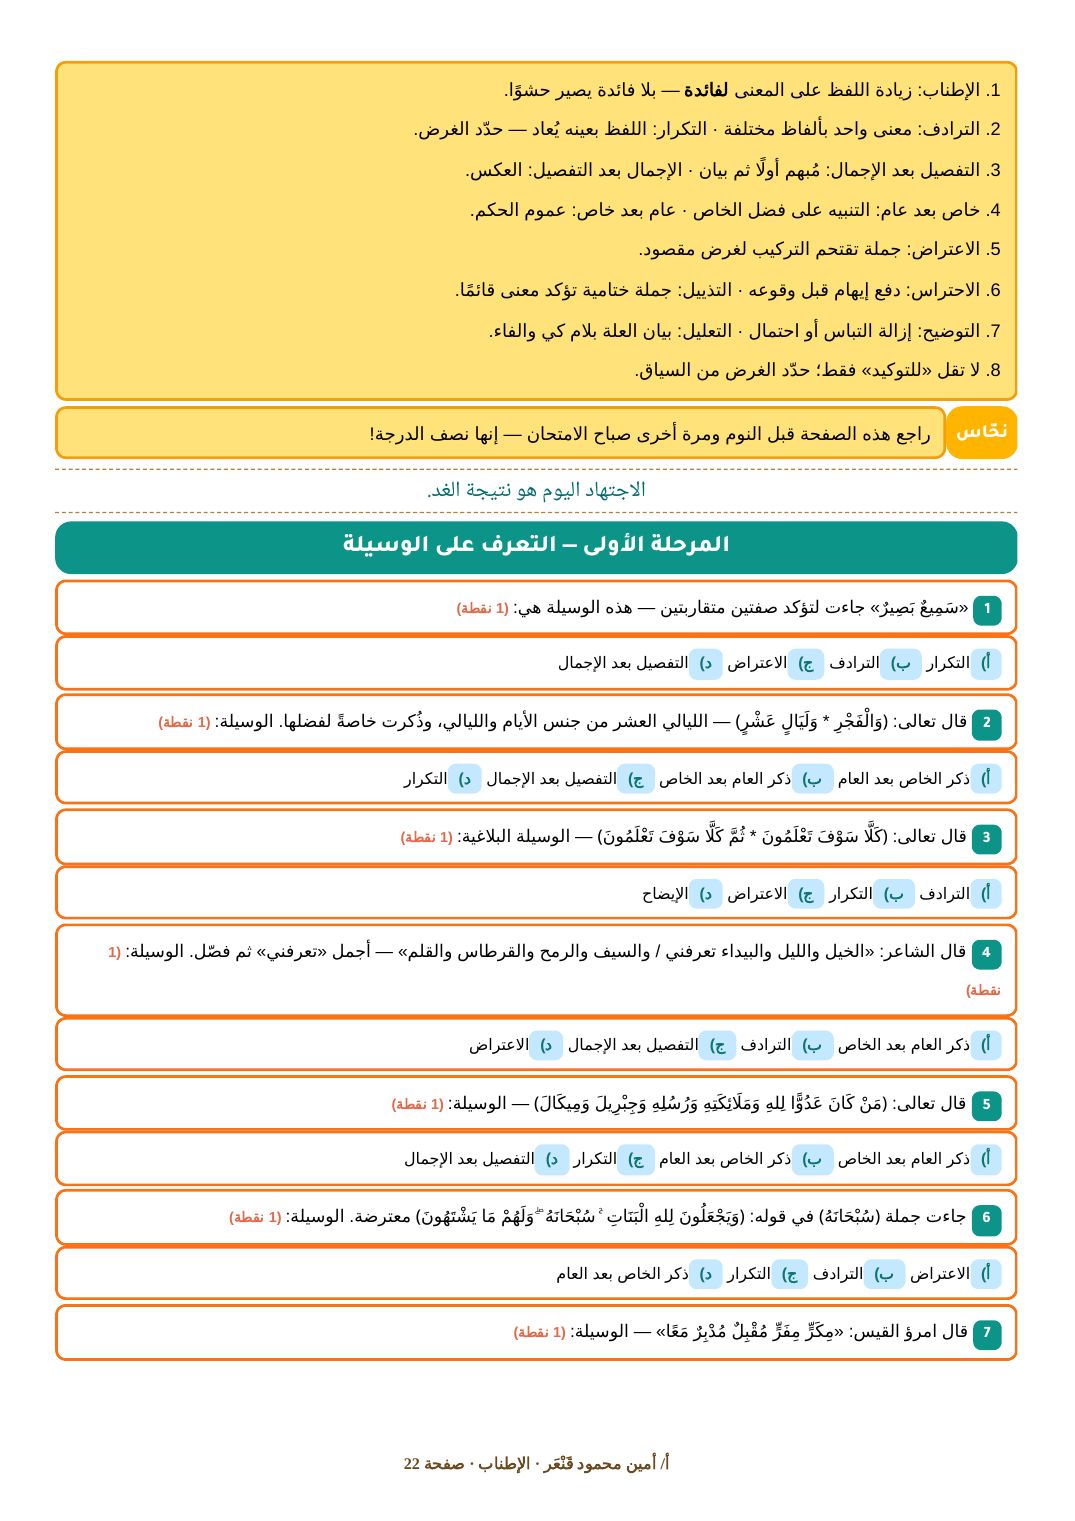 1. الإطناب: زيادة اللفظ على المعنى لفائدة — بلا فائدة يصير حشوًا.
2. الترادف: معنى واحد بألفاظ مختلفة · التكرار: اللفظ بعينه يُعاد — حدّد الغرض.
3. التفصيل بعد الإجمال: مُبهم أولًا ثم بيان · الإجمال بعد التفصيل: العكس.
4. خاص بعد عام: التنبيه على فضل الخاص · عام بعد خاص: عموم الحكم.
5. الاعتراض: جملة تقتحم التركيب لغرض مقصود.
6. الاحتراس: دفع إيهام قبل وقوعه · التذييل: جملة ختامية تؤكد معنى قائمًا.
7. التوضيح: إزالة التباس أو احتمال · التعليل: بيان العلة بلام كي والفاء.
8. لا تقل «للتوكيد» فقط؛ حدّد الغرض من السياق.
نحّاس راجع هذه الصفحة قبل النوم ومرة أخرى صباح الامتحان — إنها نصف الدرجة!
الاجتهاد اليوم هو نتيجة الغد.
المرحلة الأولى – التعرف على الوسيلة
1 «سَمِيعٌ بَصِيرٌ» جاءت لتؤكد صفتين متقاربتين — هذه الوسيلة هي: (1 نقطة)
أ) التكرار ب) الترادف ج) الاعتراض د) التفصيل بعد الإجمال
2 قال تعالى: (وَالْفَجْرِ * وَلَيَالٍ عَشْرٍ) — الليالي العشر من جنس الأيام والليالي، وذُكرت خاصةً لفضلها. الوسيلة: (1 نقطة)
أ) ذكر الخاص بعد العام ب) ذكر العام بعد الخاص ج) التفصيل بعد الإجمال د) التكرار
3 قال تعالى: (كَلَّا سَوْفَ تَعْلَمُونَ * ثُمَّ كَلَّا سَوْفَ تَعْلَمُونَ) — الوسيلة البلاغية: (1 نقطة)
أ) الترادف ب) التكرار ج) الاعتراض د) الإيضاح
4 قال الشاعر: «الخيل والليل والبيداء تعرفني / والسيف والرمح والقرطاس والقلم» — أجمل «تعرفني» ثم فصّل. الوسيلة: (1
نقطة)
أ) ذكر العام بعد الخاص ب) الترادف ج) التفصيل بعد الإجمال د) الاعتراض
5 قال تعالى: (مَنْ كَانَ عَدُوًّا لِلهِ وَمَلَائِكَتِهِ وَرُسُلِهِ وَجِبْرِيلَ وَمِيكَالَ) — الوسيلة: (1 نقطة)
أ) ذكر العام بعد الخاص ب) ذكر الخاص بعد العام ج) التكرار د) التفصيل بعد الإجمال
6 جاءت جملة (سُبْحَانَهُ) في قوله: (وَيَجْعَلُونَ لِلهِ الْبَنَاتِ ۙ سُبْحَانَهُ ۖ وَلَهُمْ مَا يَشْتَهُونَ) معترضة. الوسيلة: (1 نقطة)
أ) الاعتراض ب) الترادف ج) التكرار د) ذكر الخاص بعد العام
7 قال امرؤ القيس: «مِكَرٍّ مِفَرٍّ مُقْبِلٌ مُدْبِرٌ مَعًا» — الوسيلة: (1 نقطة)
أ/ أمين محمود قَنْعَر · الإطناب · صفحة 22